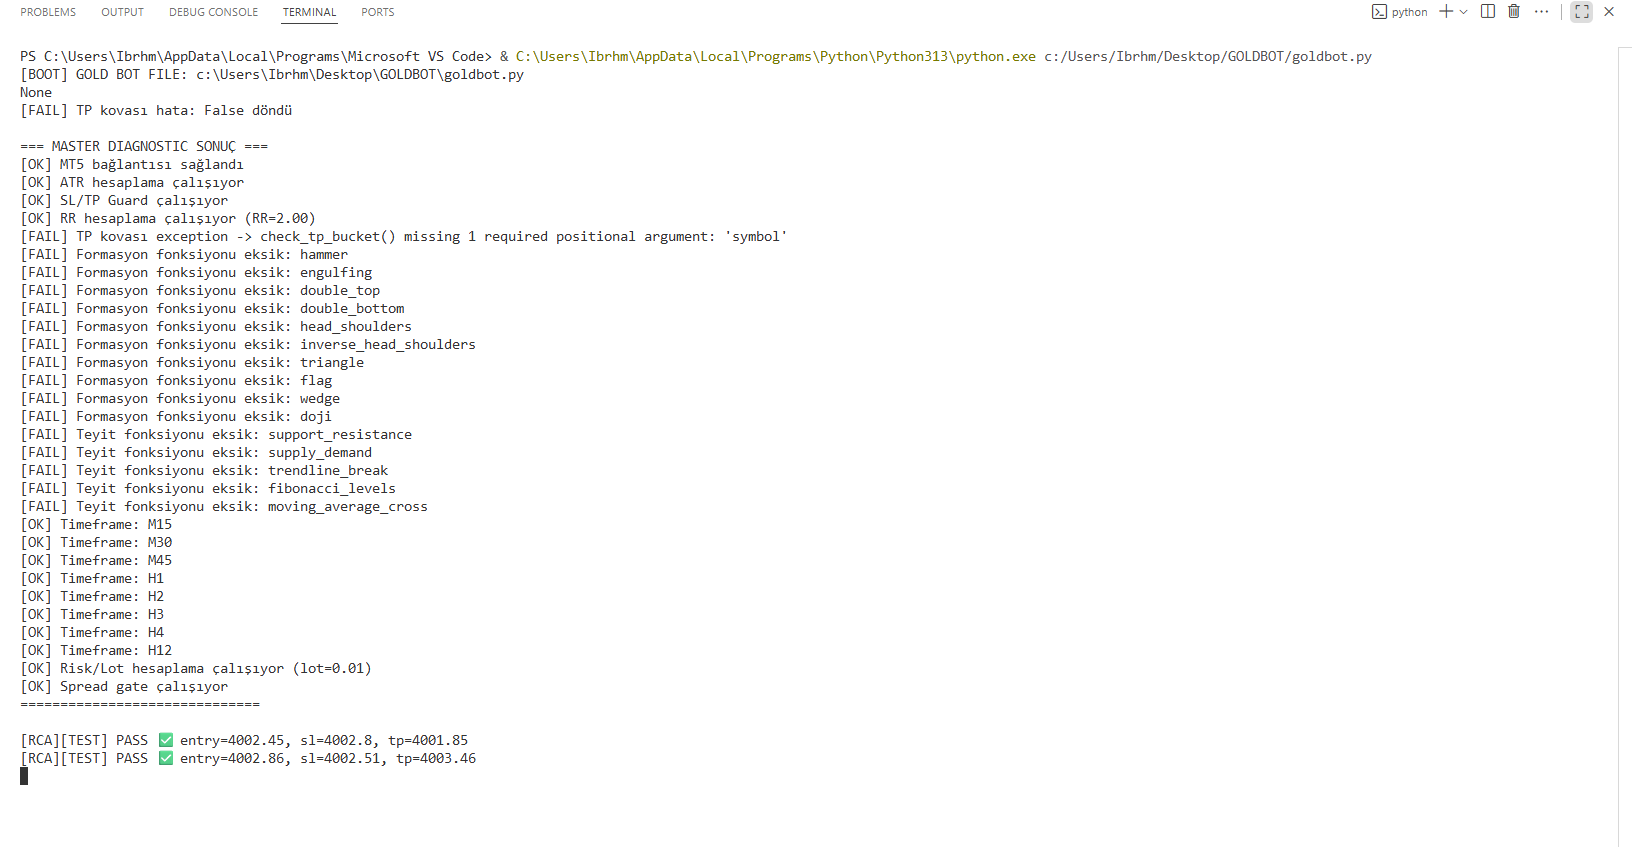 PROBLEMS OUTPUT DEBUG CONSOLE TERMINAL PORTS python
PS C:\Users\Ibrhm\AppData\Local\Programs\Microsoft VS Code> & C:\Users\Ibrhm\AppData\Local\Programs\Python\Python313\python.exe c:/Users/Ibrhm/Desktop/GOLDBOT/goldbot.py
[BOOT] GOLD BOT FILE: c:\Users\Ibrhm\Desktop\GOLDBOT\goldbot.py
None
[FAIL] TP kovası hata: False döndü
=== MASTER DIAGNOSTIC SONUÇ ===
[OK] MT5 bağlantısı sağlandı
[OK] ATR hesaplama çalışıyor
[OK] SL/TP Guard çalışıyor
[OK] RR hesaplama çalışıyor (RR=2.00)
[FAIL] TP kovası exception -> check_tp_bucket() missing 1 required positional argument: 'symbol'
[FAIL] Formasyon fonksiyonu eksik: hammer
[FAIL] Formasyon fonksiyonu eksik: engulfing
[FAIL] Formasyon fonksiyonu eksik: double_top
[FAIL] Formasyon fonksiyonu eksik: double_bottom
[FAIL] Formasyon fonksiyonu eksik: head_shoulders
[FAIL] Formasyon fonksiyonu eksik: inverse_head_shoulders
[FAIL] Formasyon fonksiyonu eksik: triangle
[FAIL] Formasyon fonksiyonu eksik: flag
[FAIL] Formasyon fonksiyonu eksik: wedge
[FAIL] Formasyon fonksiyonu eksik: doji
[FAIL] Teyit fonksiyonu eksik: support_resistance
[FAIL] Teyit fonksiyonu eksik: supply_demand
[FAIL] Teyit fonksiyonu eksik: trendline_break
[FAIL] Teyit fonksiyonu eksik: fibonacci_levels
[FAIL] Teyit fonksiyonu eksik: moving_average_cross
[OK] Timeframe: M15
[OK] Timeframe: M30
[OK] Timeframe: M45
[OK] Timeframe: H1
[OK] Timeframe: H2
[OK] Timeframe: H3
[OK] Timeframe: H4
[OK] Timeframe: H12
[OK] Risk/Lot hesaplama çalışıyor (lot=0.01)
[OK] Spread gate çalışıyor
==============================
[RCA][TEST] PASS ✅ entry=4002.45, sl=4002.8, tp=4001.85
[RCA][TEST] PASS ✅ entry=4002.86, sl=4002.51, tp=4003.46